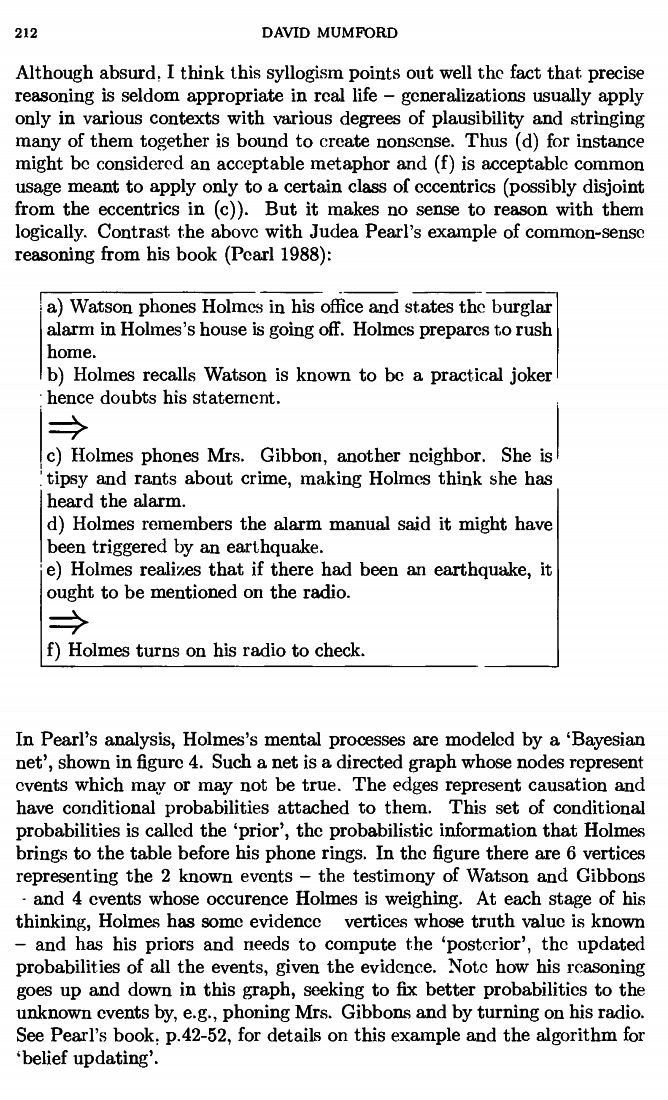 212
DAVID MUMFORD
Although absurd, I think this syllogism points out well the fact that precise
reasoning is seldom appropriate in real life – generalizations usually apply
only in various contexts with various degrees of plausibility and stringing
many of them together is bound to create nonsense. Thus (d) for instance
might be considered an acceptable metaphor and (f) is acceptable common
usage meant to apply only to a certain class of eccentrics (possibly disjoint
from the eccentrics in (c)). But it makes no sense to reason with them
logically. Contrast the above with Judea Pearl's example of common-sense
reasoning from his book (Pearl 1988):
a) Watson phones Holmes in his office and states the burglar
alarm in Holmes's house is going off. Holmes prepares to rush
home.
b) Holmes recalls Watson is known to be a practical joker
hence doubts his statement.
⟹
c) Holmes phones Mrs. Gibbon, another neighbor. She is
tipsy and rants about crime, making Holmes think she has
heard the alarm.
d) Holmes remembers the alarm manual said it might have
been triggered by an earthquake.
e) Holmes realizes that if there had been an earthquake, it
ought to be mentioned on the radio.
⟹
f) Holmes turns on his radio to check.
In Pearl's analysis, Holmes's mental processes are modeled by a 'Bayesian
net', shown in figure 4. Such a net is a directed graph whose nodes represent
events which may or may not be true. The edges represent causation and
have conditional probabilities attached to them. This set of conditional
probabilities is called the 'prior', the probabilistic information that Holmes
brings to the table before his phone rings. In the figure there are 6 vertices
representing the 2 known events – the testimony of Watson and Gibbons
- and 4 events whose occurence Holmes is weighing. At each stage of his
thinking, Holmes has some evidence vertices whose truth value is known
– and has his priors and needs to compute the 'posterior', the updated
probabilities of all the events, given the evidence. Note how his reasoning
goes up and down in this graph, seeking to fix better probabilities to the
unknown events by, e.g., phoning Mrs. Gibbons and by turning on his radio.
See Pearl's book, p.42-52, for details on this example and the algorithm for
'belief updating'.